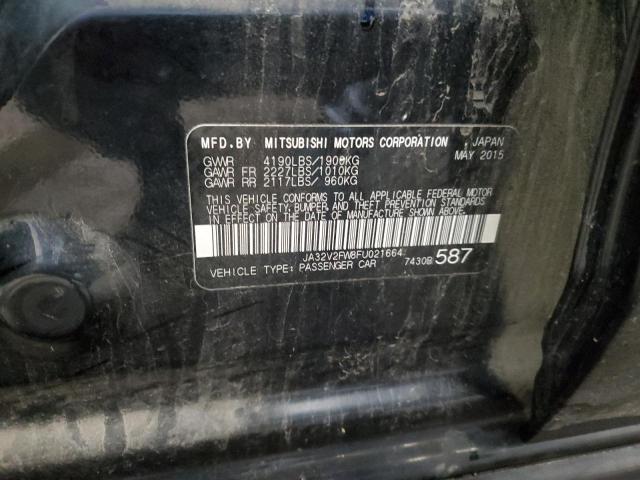 MFD.BY MITSUBISHI MOTORS CORPORATION, JAPAN
MAY 2015
GVWR 4190LBS/1900KG
GAWR FR 2227LBS/1010KG
GAWR RR 2117LBS/ 960KG
THIS VEHICLE CONFORMS TO ALL APPLICABLE FEDERAL MOTOR
VEHICLE SAFETY, BUMPER, AND THEFT PREVENTION STANDARDS
IN EFFECT ON THE DATE OF MANUFACTURE SHOWN ABOVE.
JA32V2FW8FU021664
VEHICLE TYPE: PASSENGER CAR 7430B 587